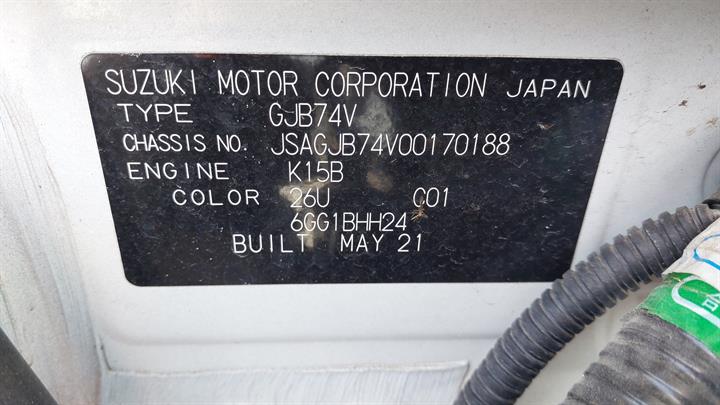 SUZUKI MOTOR CORPORATION JAPAN
TYPE GJB74V
CHASSIS NO. JSAGJB74V00170188
ENGINE K15B
COLOR 26U C01
6GG1BHH24
BUILT MAY 21